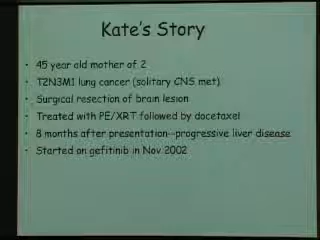 Kate's Story
• 45 year old mother of 2
• T2N3M1 lung cancer (solitary CNS met)
• Surgical resection of brain lesion
• Treated with PE/XRT followed by docetaxel
• 8 months after presentation--progressive liver disease
• Started on gefitinib in Nov 2002